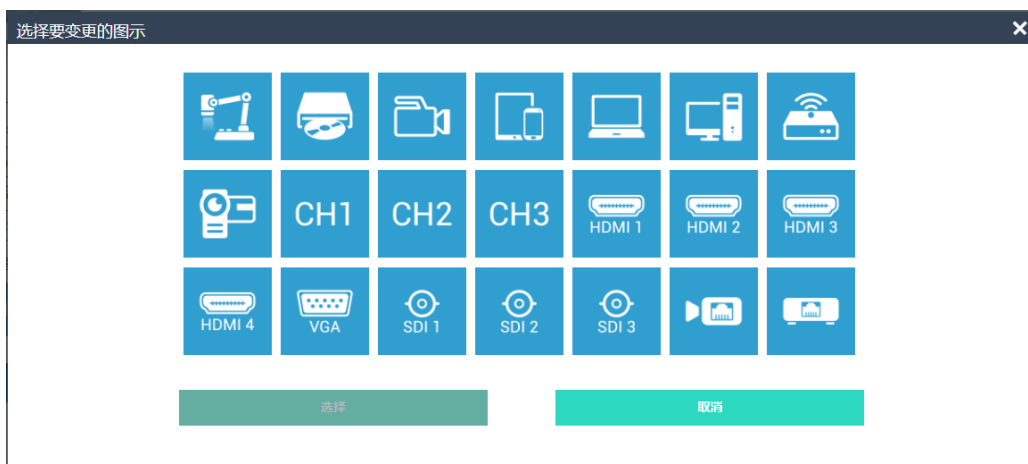 选择要变更的图示
CH1
CH2
CH3
HDMI 1
HDMI 2
HDMI 3
HDMI 4
VGA
SDI 1
SDI 2
SDI 3
选择
取消